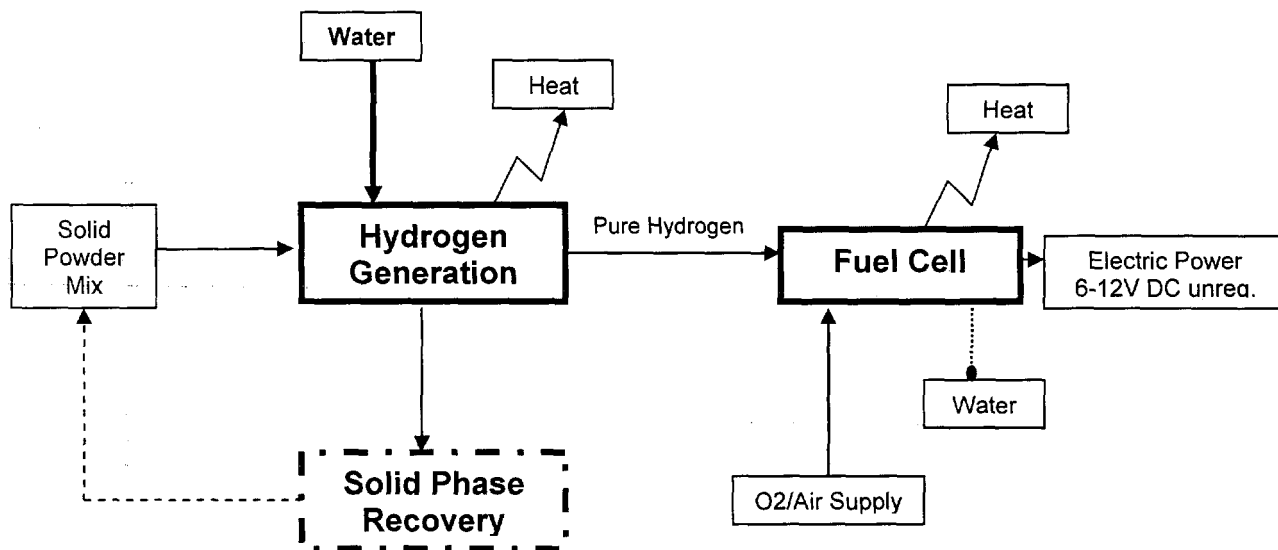 Water
Heat
Heat
Solid
Powder
Mix
Hydrogen
Generation
Pure Hydrogen
Fuel Cell
Electric Power
6-12V DC unreg.
Water
Solid Phase
Recovery
O2/Air Supply